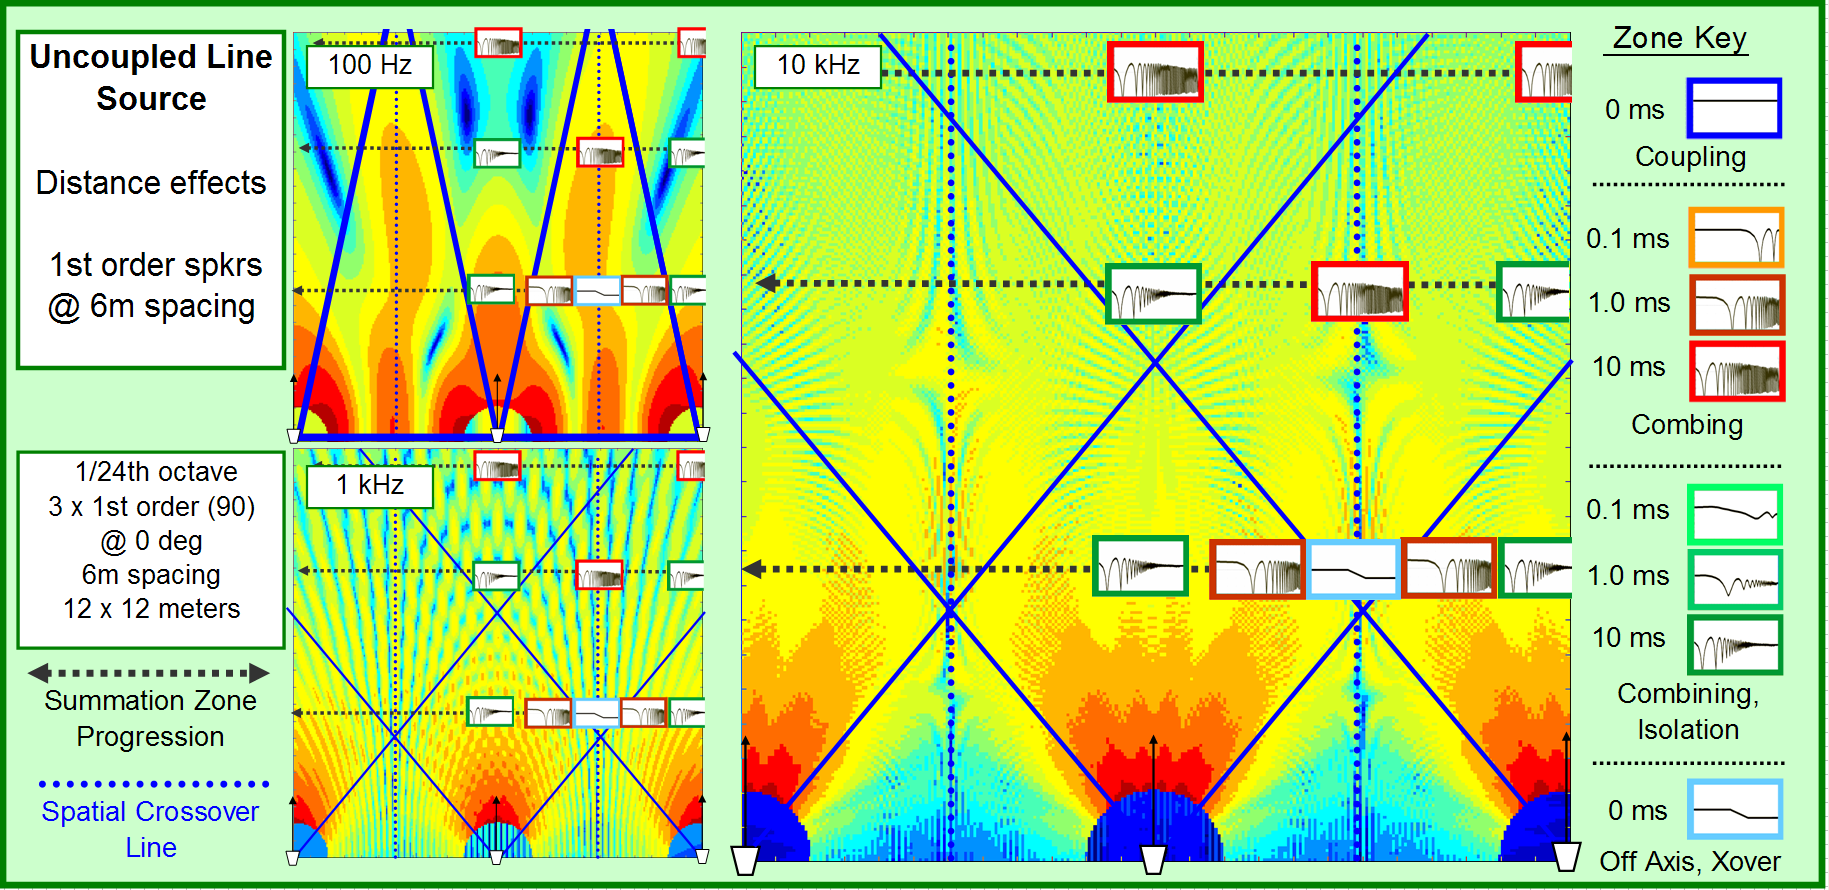 Uncoupled Line
Source
Distance effects
1st order spkrs
@ 6m spacing
1/24th octave
3 x 1st order (90)
@ 0 deg
6m spacing
12 x 12 meters
Summation Zone
Progression
Spatial Crossover
Line
100 Hz
1 kHz
10 kHz
Zone Key
0 ms
Coupling
0.1 ms
1.0 ms
10 ms
Combing
0.1 ms
1.0 ms
10 ms
Combining,
Isolation
0 ms
Off Axis, Xover